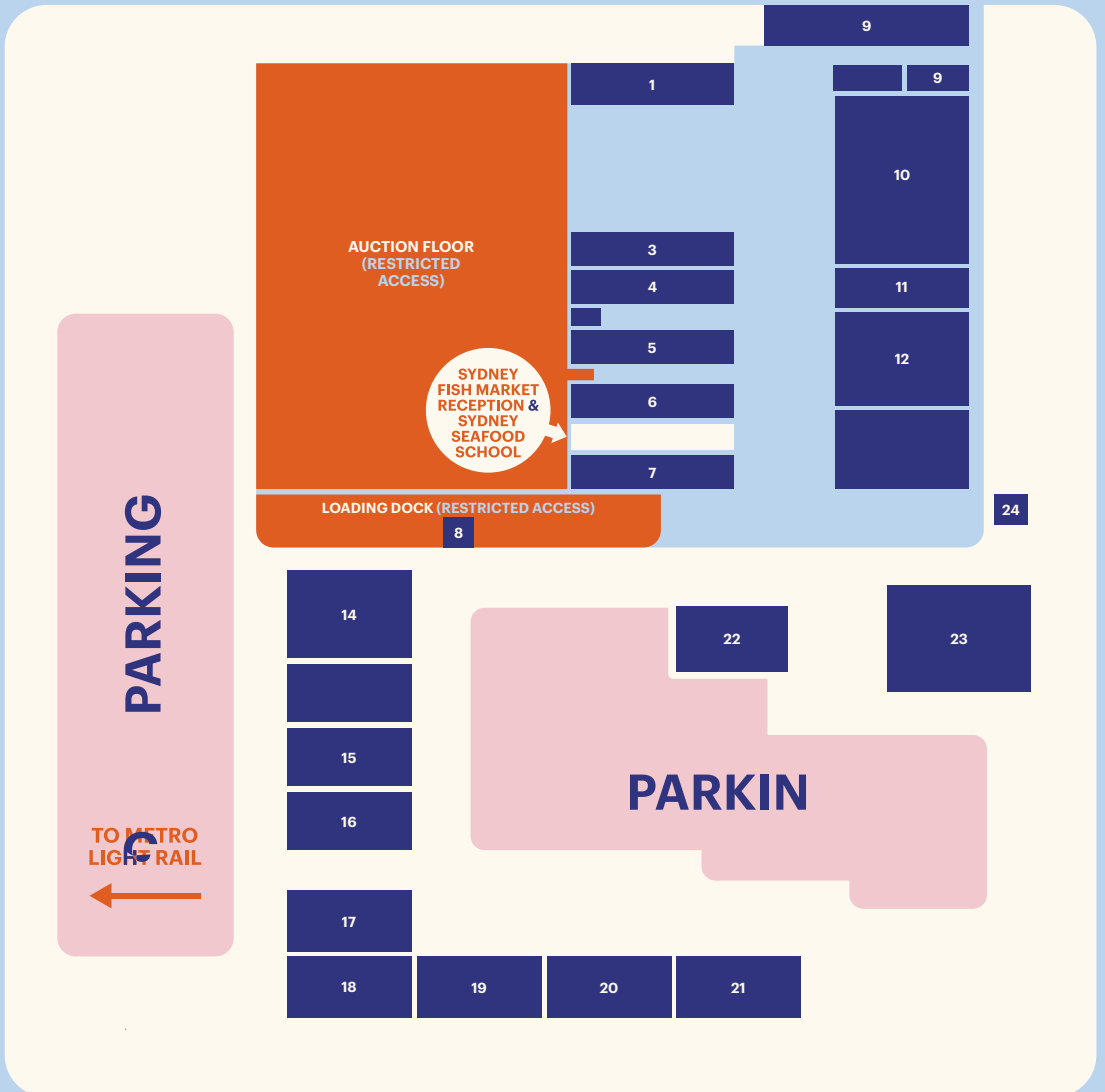 9
1
9
10
AUCTION FLOOR
(RESTRICTED
ACCESS)
3
4
11
5
12
SYDNEY
FISH MARKET
RECEPTION &
SYDNEY
SEAFOOD
SCHOOL
6
7
LOADING DOCK (RESTRICTED ACCESS)
8
24
PARKING
14
22
23
15
PARKIN
16
TO METRO
LIGHT RAIL
17
18
19
20
21